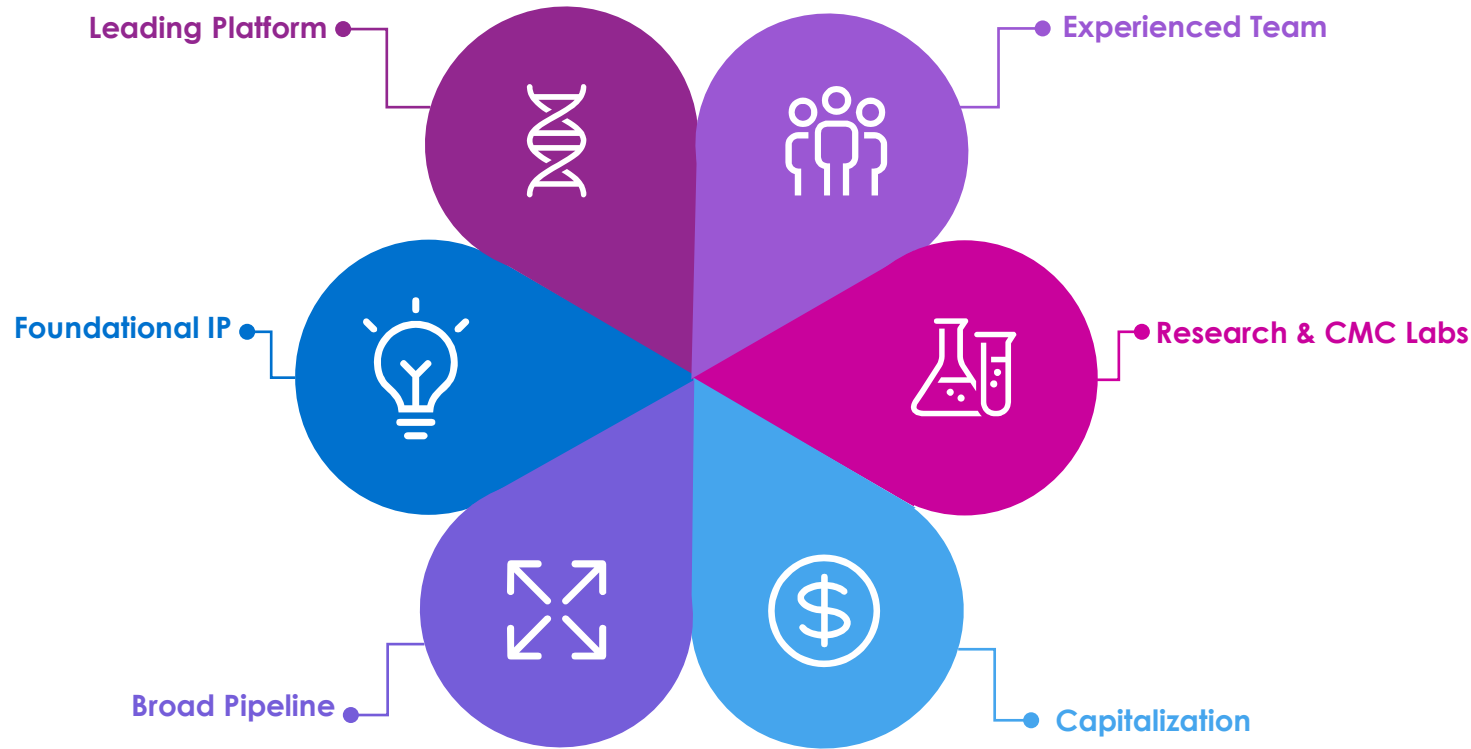 Leading Platform
Experienced Team
Foundational IP
Research & CMC Labs
Broad Pipeline
Capitalization